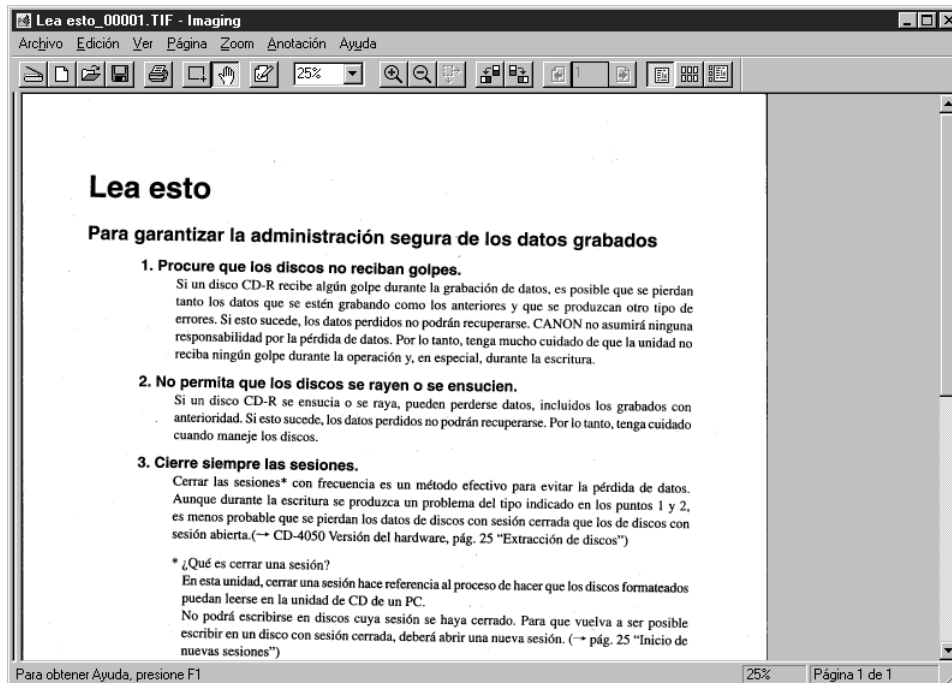 Lea esto_00001.TIF - Imaging
Archivo Edición Ver Página Zoom Anotación Ayuda
25% 1
Lea esto
Para garantizar la administración segura de los datos grabados
1. Procure que los discos no reciban golpes.
Si un disco CD-R recibe algún golpe durante la grabación de datos, es posible que se pierdan
tanto los datos que se estén grabando como los anteriores y que se produzcan otro tipo de
errores. Si esto sucede, los datos perdidos no podrán recuperarse. CANON no asumirá ninguna
responsabilidad por la pérdida de datos. Por lo tanto, tenga mucho cuidado de que la unidad no
reciba ningún golpe durante la operación y, en especial, durante la escritura.
2. No permita que los discos se rayen o se ensucien.
Si un disco CD-R se ensucia o se raya, pueden perderse datos, incluidos los grabados con
anterioridad. Si esto sucede, los datos perdidos no podrán recuperarse. Por lo tanto, tenga cuidado
cuando maneje los discos.
3. Cierre siempre las sesiones.
Cerrar las sesiones* con frecuencia es un método efectivo para evitar la pérdida de datos.
Aunque durante la escritura se produzca un problema del tipo indicado en los puntos 1 y 2,
es menos probable que se pierdan los datos de discos con sesión cerrada que los de discos con
sesión abierta.(→ CD-4050 Versión del hardware, pág. 25 “Extracción de discos”)
* ¿Qué es cerrar una sesión?
En esta unidad, cerrar una sesión hace referencia al proceso de hacer que los discos formateados
puedan leerse en la unidad de CD de un PC.
No podrá escribirse en discos cuya sesión se haya cerrado. Para que vuelva a ser posible
escribir en un disco con sesión cerrada, deberá abrir una nueva sesión. (→ pág. 25 “Inicio de
nuevas sesiones”)
Para obtener Ayuda, presione F1 25% Página 1 de 1